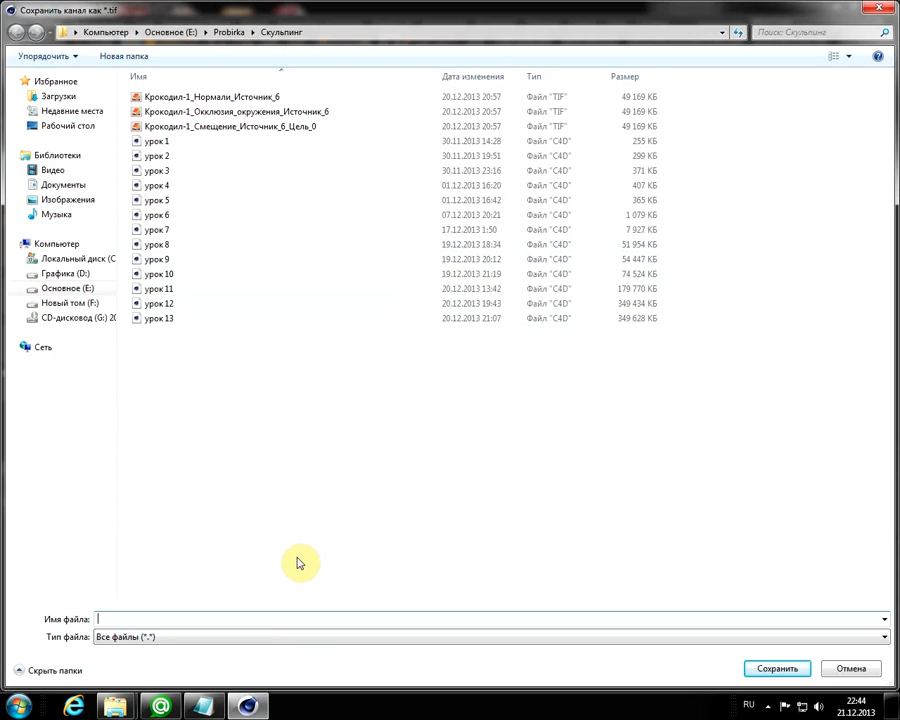 Сохранить канал как *.tif
Компьютер Основное (E:) Probirka Скульпинг
Поиск: Скульпинг
Упорядочить Новая папка
Имя Дата изменения Тип Размер
Избранное
Загрузки
Недавние места
Рабочий стол
Библиотеки
Видео
Документы
Изображения
Музыка
Компьютер
Локальный диск (C
Графика (D:)
Основное (E:)
Новый том (F:)
CD-дисковод (G:) 20
Сеть
Крокодил-1_Нормали_Источник_6 20.12.2013 20:57 Файл "TIF" 49 169 КБ
Крокодил-1_Окклюзия_окружения_Источник_6 20.12.2013 20:57 Файл "TIF" 49 169 КБ
Крокодил-1_Смещение_Источник_6_Цель_0 20.12.2013 20:57 Файл "TIF" 49 169 КБ
урок 1 30.11.2013 14:28 Файл "C4D" 255 КБ
урок 2 30.11.2013 19:51 Файл "C4D" 299 КБ
урок 3 30.11.2013 23:16 Файл "C4D" 371 КБ
урок 4 01.12.2013 16:20 Файл "C4D" 407 КБ
урок 5 01.12.2013 16:42 Файл "C4D" 365 КБ
урок 6 07.12.2013 20:21 Файл "C4D" 1 079 КБ
урок 7 17.12.2013 1:50 Файл "C4D" 7 927 КБ
урок 8 19.12.2013 18:34 Файл "C4D" 51 954 КБ
урок 9 19.12.2013 20:12 Файл "C4D" 54 447 КБ
урок 10 19.12.2013 21:19 Файл "C4D" 74 524 КБ
урок 11 20.12.2013 13:42 Файл "C4D" 179 770 КБ
урок 12 20.12.2013 19:43 Файл "C4D" 349 434 КБ
урок 13 20.12.2013 21:07 Файл "C4D" 349 628 КБ
Имя файла:
Тип файла: Все файлы (*.*)
Скрыть папки
Сохранить Отмена
RU
22:44
21.12.2013